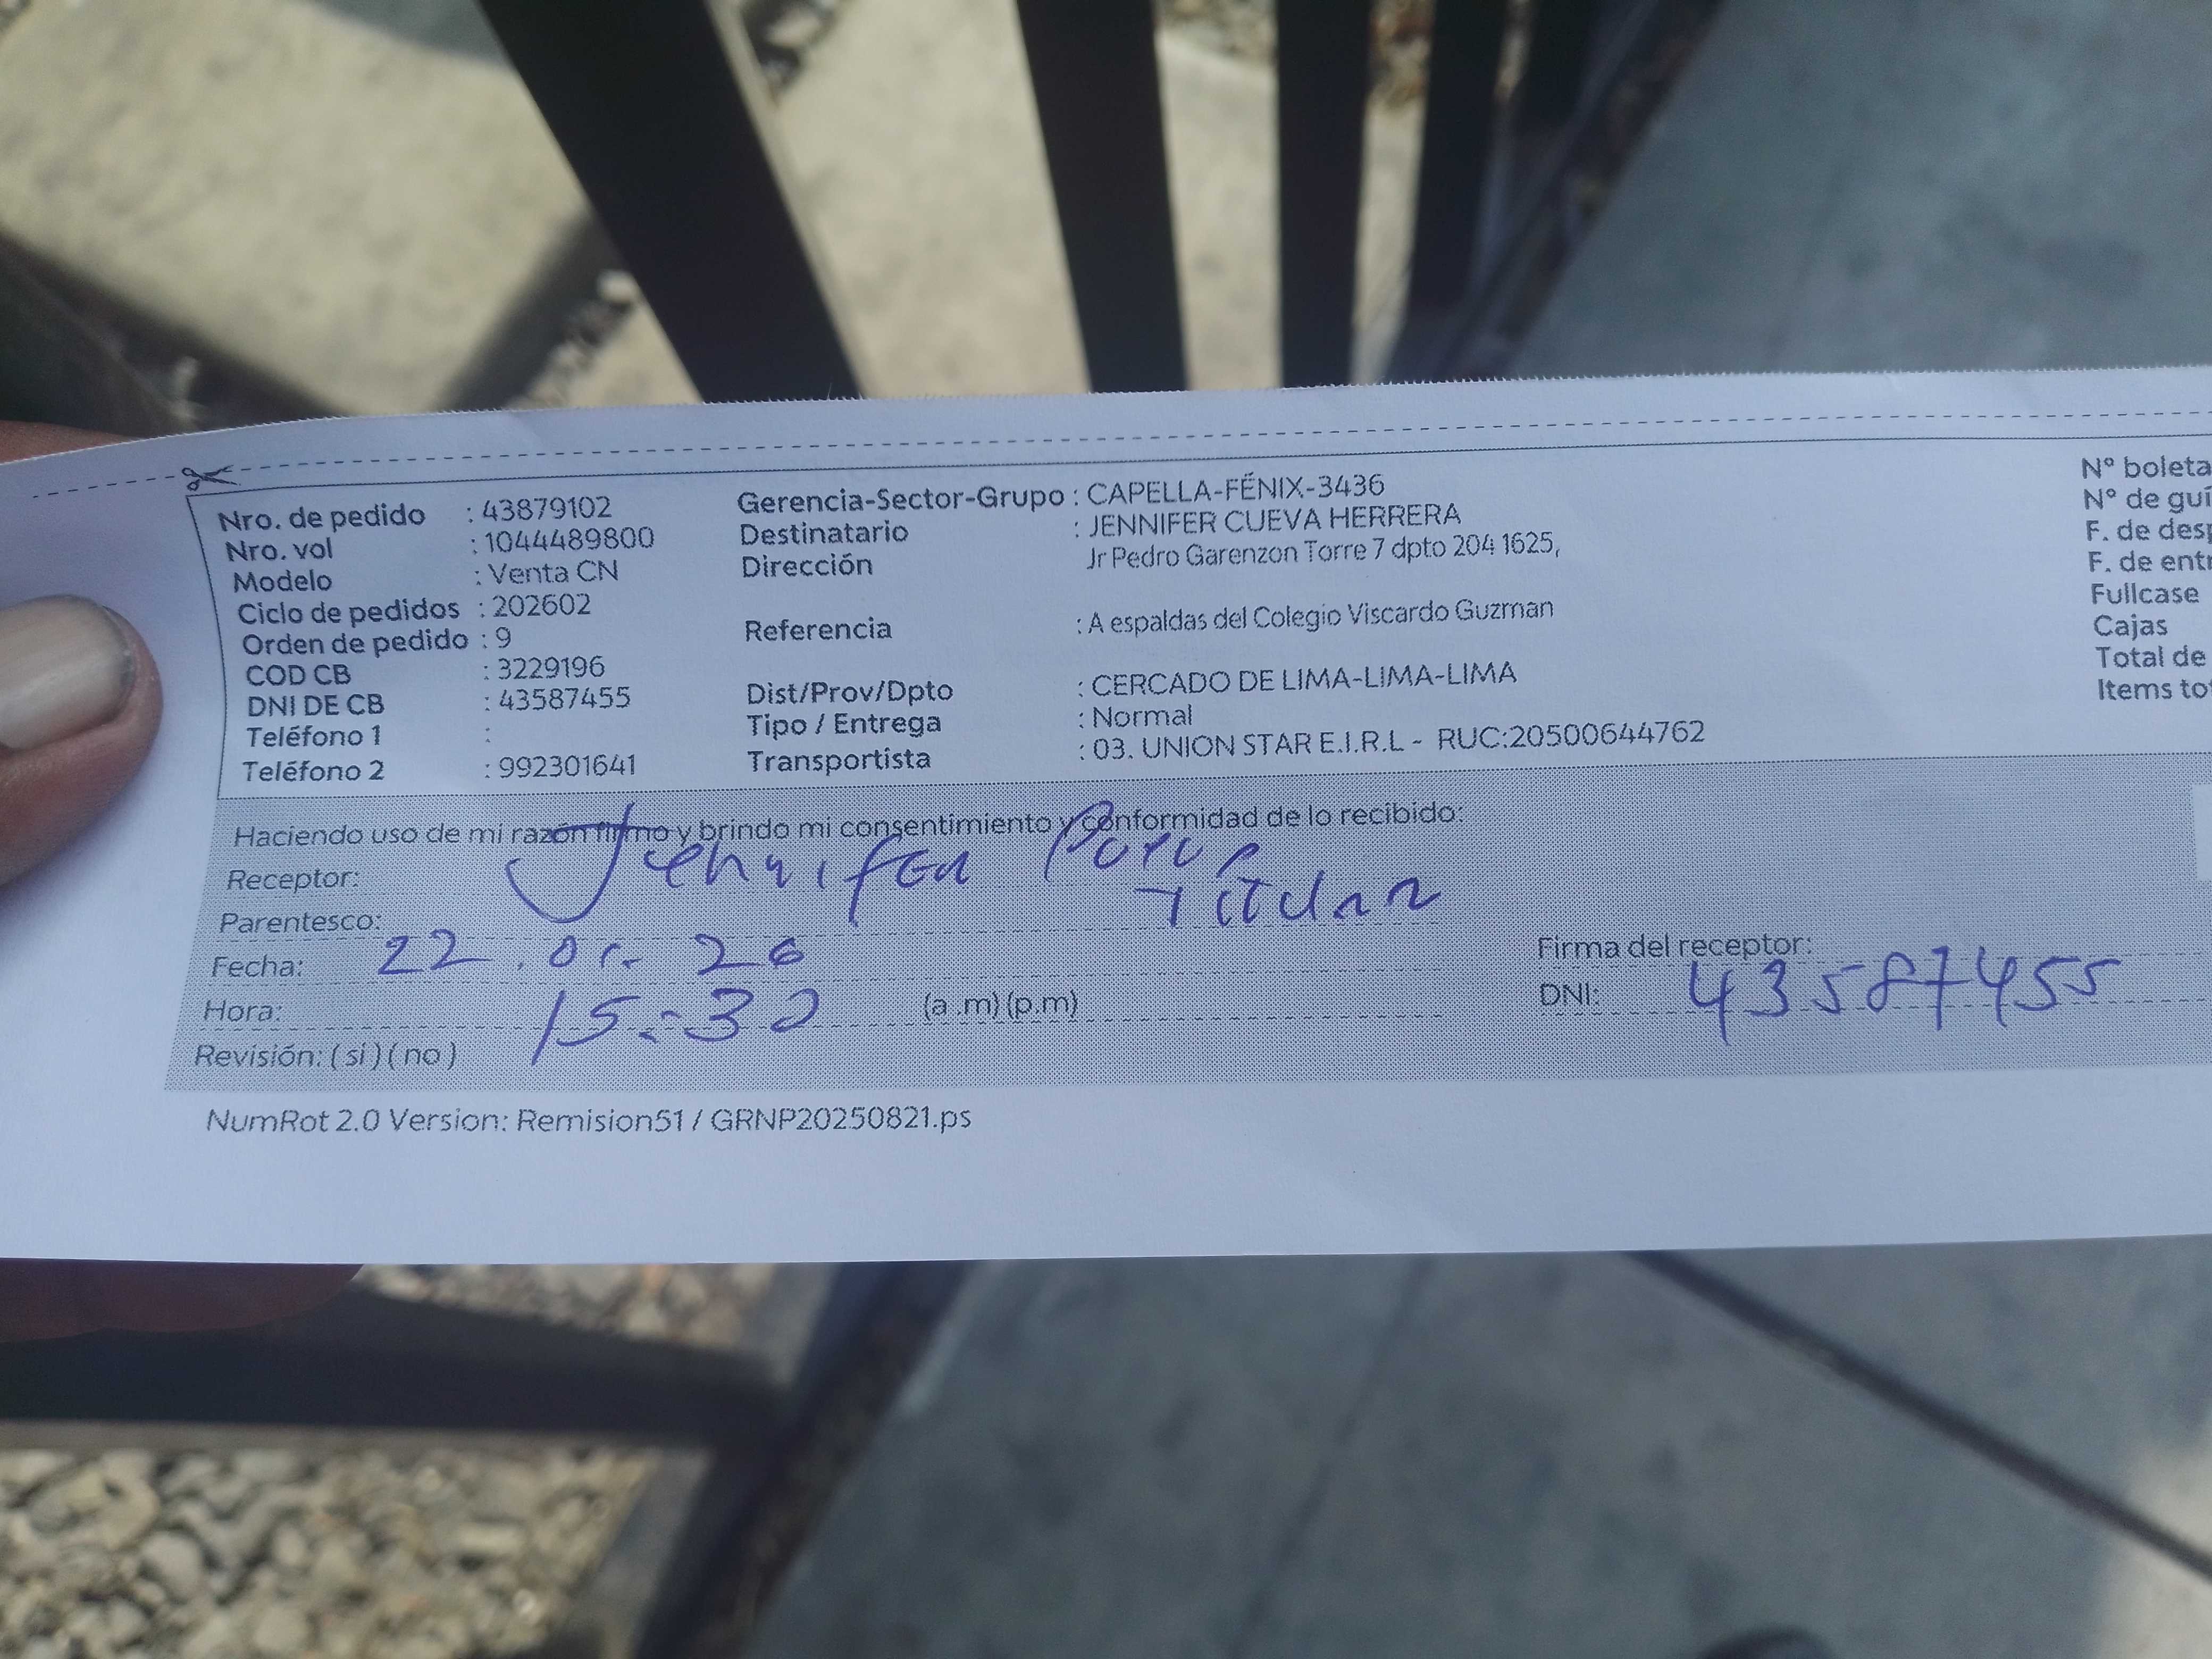 Nro. de pedido : 43879102
Nro. vol : 1044489800
Modelo : Venta CN
Ciclo de pedidos : 202602
Orden de pedido : 9
COD CB : 3229196
DNI DE CB : 43587455
Teléfono 1 :
Teléfono 2 : 992301641
Gerencia-Sector-Grupo : CAPELLA-FÉNIX-3436
Destinatario : JENNIFER CUEVA HERRERA
Dirección Jr Pedro Garenzon Torre 7 dpto 204 1625,
Referencia : A espaldas del Colegio Viscardo Guzman
Dist/Prov/Dpto : CERCADO DE LIMA-LIMA-LIMA
Tipo / Entrega : Normal
Transportista : 03. UNION STAR E.I.R.L - RUC:20500644762
N° boleta
N° de guí
F. de desp
F. de entr
Fullcase
Cajas
Total de
Items to
Haciendo uso de mi razón firmo y brindo mi consentimiento y conformidad de lo recibido:
Receptor: Jennifer
Parentesco: Titular
Fecha: 22.01.26
Hora: 15:30 (a .m) (p.m)
Revisión: ( si ) ( no )
Firma del receptor:
DNI: 43587455
NumRot 2.0 Version: Remision51 / GRNP20250821.ps